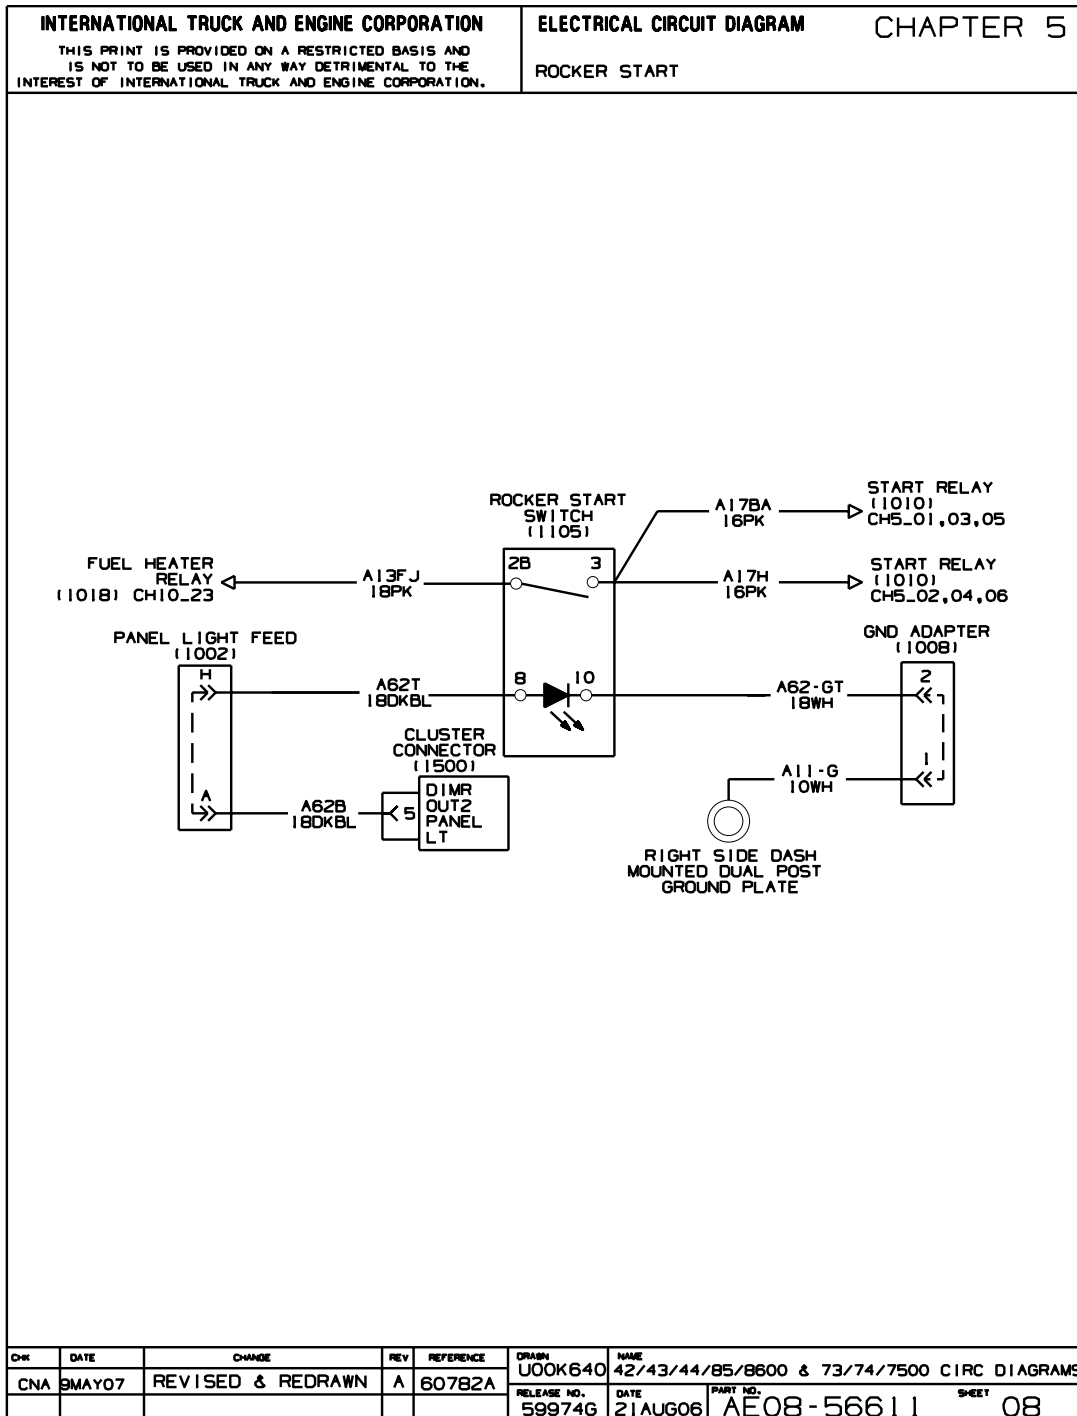 INTERNATIONAL TRUCK AND ENGINE CORPORATION
THIS PRINT IS PROVIDED ON A RESTRICTED BASIS AND
IS NOT TO BE USED IN ANY WAY DETRIMENTAL TO THE
INTEREST OF INTERNATIONAL TRUCK AND ENGINE CORPORATION.
ELECTRICAL CIRCUIT DIAGRAM
CHAPTER 5
ROCKER START
ROCKER START
SWITCH
(1105)
2B
3
A17BA
16PK
START RELAY
(1010)
CH5_01,03,05
FUEL HEATER
RELAY
(1018) CH10_23
A13FJ
18PK
A17H
16PK
START RELAY
(1010)
CH5_02,04,06
PANEL LIGHT FEED
(1002)
H
A
A62T
18DKBL
8
10
A62-GT
18WH
GND ADAPTER
(1008)
2
1
CLUSTER
CONNECTOR
(1500)
A62B
18DKBL
5
DIMR
OUT2
PANEL
LT
A11-G
10WH
RIGHT SIDE DASH
MOUNTED DUAL POST
GROUND PLATE
CHK
DATE
CHANGE
REV
REFERENCE
CNA
9MAY07
REVISED & REDRAWN
A
60782A
DRAWN
U00K640
NAME
42/43/44/85/8600 & 73/74/7500 CIRC DIAGRAMS
RELEASE NO.
59974G
DATE
21AUG06
PART NO.
AE08-56611
SHEET
08